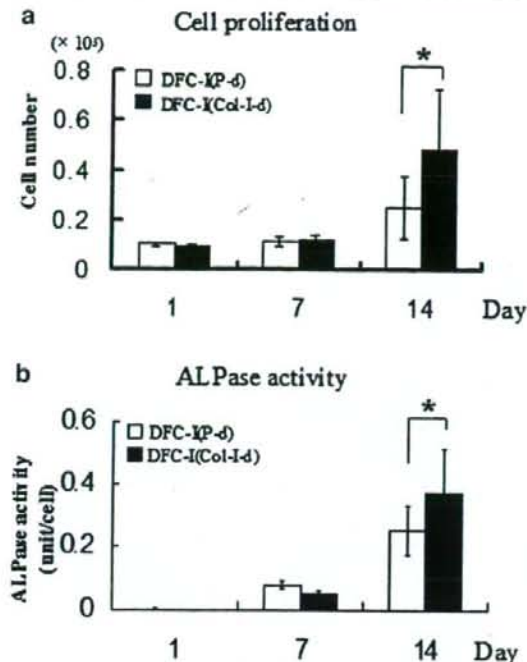 a
Cell proliferation
(× 10⁵)
0.8
0.6
0.4
0.2
0
Cell number
DFC-I(P-d)
DFC-I(Col-I-d)
*
1 7 14 Day
b
ALPase activity
0.6
0.4
0.2
0
ALPase activity
(unit/cell)
DFC-I(P-d)
DFC-I(Col-I-d)
*
1 7 14 Day